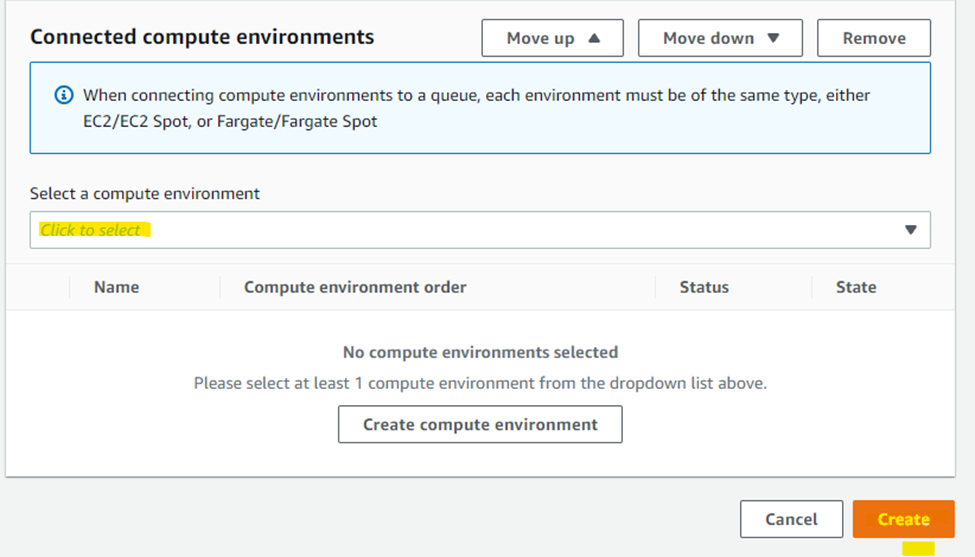 Connected compute environments
Move up
Move down
Remove
When connecting compute environments to a queue, each environment must be of the same type, either
EC2/EC2 Spot, or Fargate/Fargate Spot
Select a compute environment
Click to select
Name
Compute environment order
Status
State
No compute environments selected
Please select at least 1 compute environment from the dropdown list above.
Create compute environment
Cancel
Create